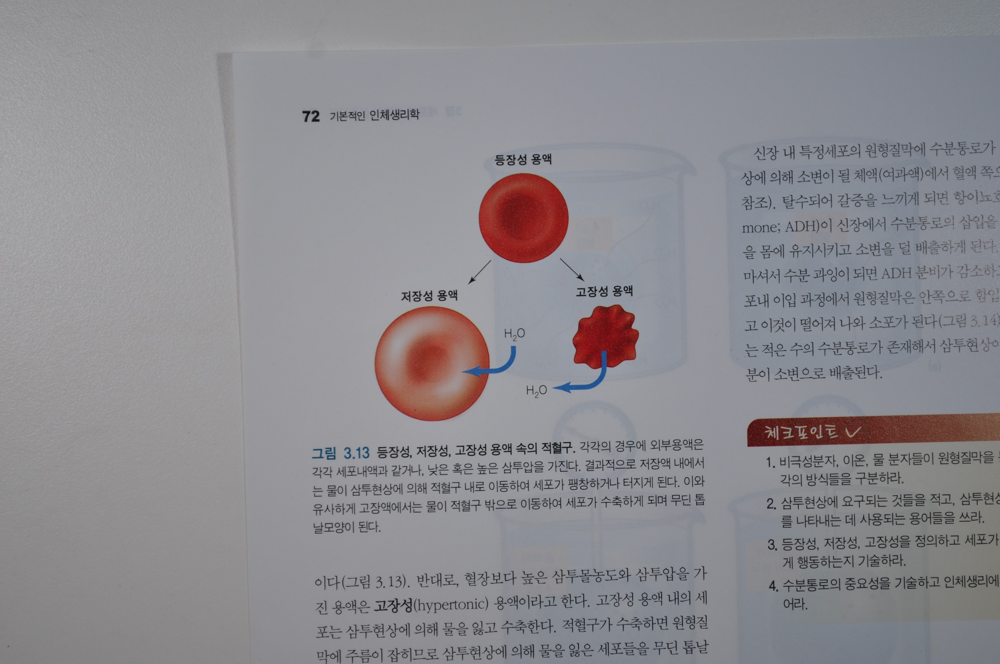 72 기본적인 인체생리학
등장성 용액
저장성 용액
고장성 용액
H₂O
H₂O
그림 3.13 등장성, 저장성, 고장성 용액 속의 적혈구. 각각의 경우에 외부용액은
각각 세포내액과 같거나, 낮은 혹은 높은 삼투압을 가진다. 결과적으로 저장액 내에서
는 물이 삼투현상에 의해 적혈구 내로 이동하여 세포가 팽창하거나 터지게 된다. 이와
유사하게 고장액에서는 물이 적혈구 밖으로 이동하여 세포가 수축하게 되며 무딘 톱
날모양이 된다.
이다(그림 3.13). 반대로, 혈장보다 높은 삼투몰농도와 삼투압을 가
진 용액은 고장성(hypertonic) 용액이라고 한다. 고장성 용액 내의 세
포는 삼투현상에 의해 물을 잃고 수축한다. 적혈구가 수축하면 원형질
막에 주름이 잡히므로 삼투현상에 의해 물을 잃은 세포들을 무딘 톱날
신장 내 특정세포의 원형질막에 수분통로가
상에 의해 소변이 될 체액(여과액)에서 혈액 쪽으
참조). 탈수되어 갈증을 느끼게 되면 항이뇨호
mone; ADH)이 신장에서 수분통로의 삽입을
을 몸에 유지시키고 소변을 덜 배출하게 된다.
마셔서 수분 과잉이 되면 ADH 분비가 감소하고
포내 이입 과정에서 원형질막은 안쪽으로 함입
고 이것이 떨어져 나와 소포가 된다(그림 3.14)
는 적은 수의 수분통로가 존재해서 삼투현상이
분이 소변으로 배출된다.
체크포인트 ✓
1. 비극성분자, 이온, 물 분자들이 원형질막을
각의 방식들을 구분하라.
2. 삼투현상에 요구되는 것들을 적고, 삼투현상
를 나타내는 데 사용되는 용어들을 쓰라.
3. 등장성, 저장성, 고장성을 정의하고 세포가
게 행동하는지 기술하라.
4. 수분통로의 중요성을 기술하고 인체생리에
어라.